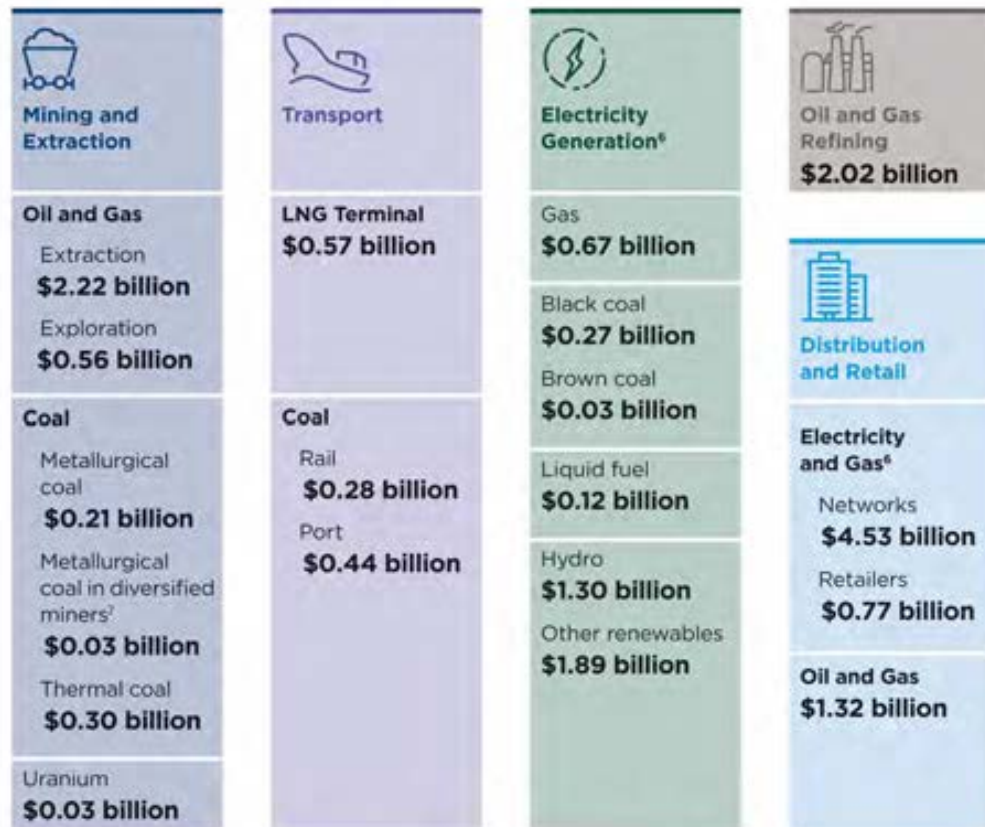 Mining and
Extraction
Oil and Gas
Extraction
$2.22 billion
Exploration
$0.56 billion
Coal
Metallurgical
coal
$0.21 billion
Metallurgical
coal in diversified
miners⁷
$0.03 billion
Thermal coal
$0.30 billion
Uranium
$0.03 billion
Transport
LNG Terminal
$0.57 billion
Coal
Rail
$0.28 billion
Port
$0.44 billion
Electricity
Generation⁶
Gas
$0.67 billion
Black coal
$0.27 billion
Brown coal
$0.03 billion
Liquid fuel
$0.12 billion
Hydro
$1.30 billion
Other renewables
$1.89 billion
Oil and Gas
Refining
$2.02 billion
Distribution
and Retail
Electricity
and Gas⁶
Networks
$4.53 billion
Retailers
$0.77 billion
Oil and Gas
$1.32 billion